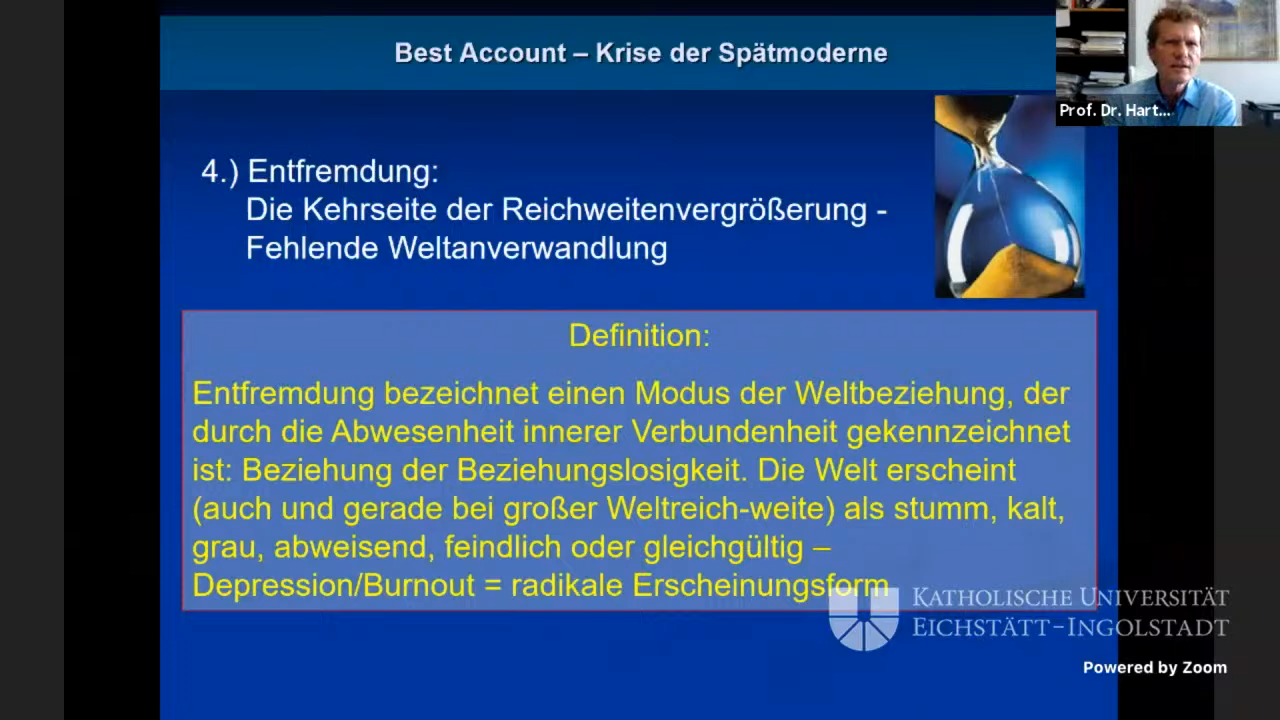 Best Account – Krise der Spätmoderne
Prof. Dr. Hart...
4.) Entfremdung:
Die Kehrseite der Reichweitenvergrößerung -
Fehlende Weltanverwandlung
Definition:
Entfremdung bezeichnet einen Modus der Weltbeziehung, der
durch die Abwesenheit innerer Verbundenheit gekennzeichnet
ist: Beziehung der Beziehungslosigkeit. Die Welt erscheint
(auch und gerade bei großer Weltreich-weite) als stumm, kalt,
grau, abweisend, feindlich oder gleichgültig –
Depression/Burnout = radikale Erscheinungsform
KATHOLISCHE UNIVERSITÄT
EICHSTÄTT-INGOLSTADT
Powered by Zoom